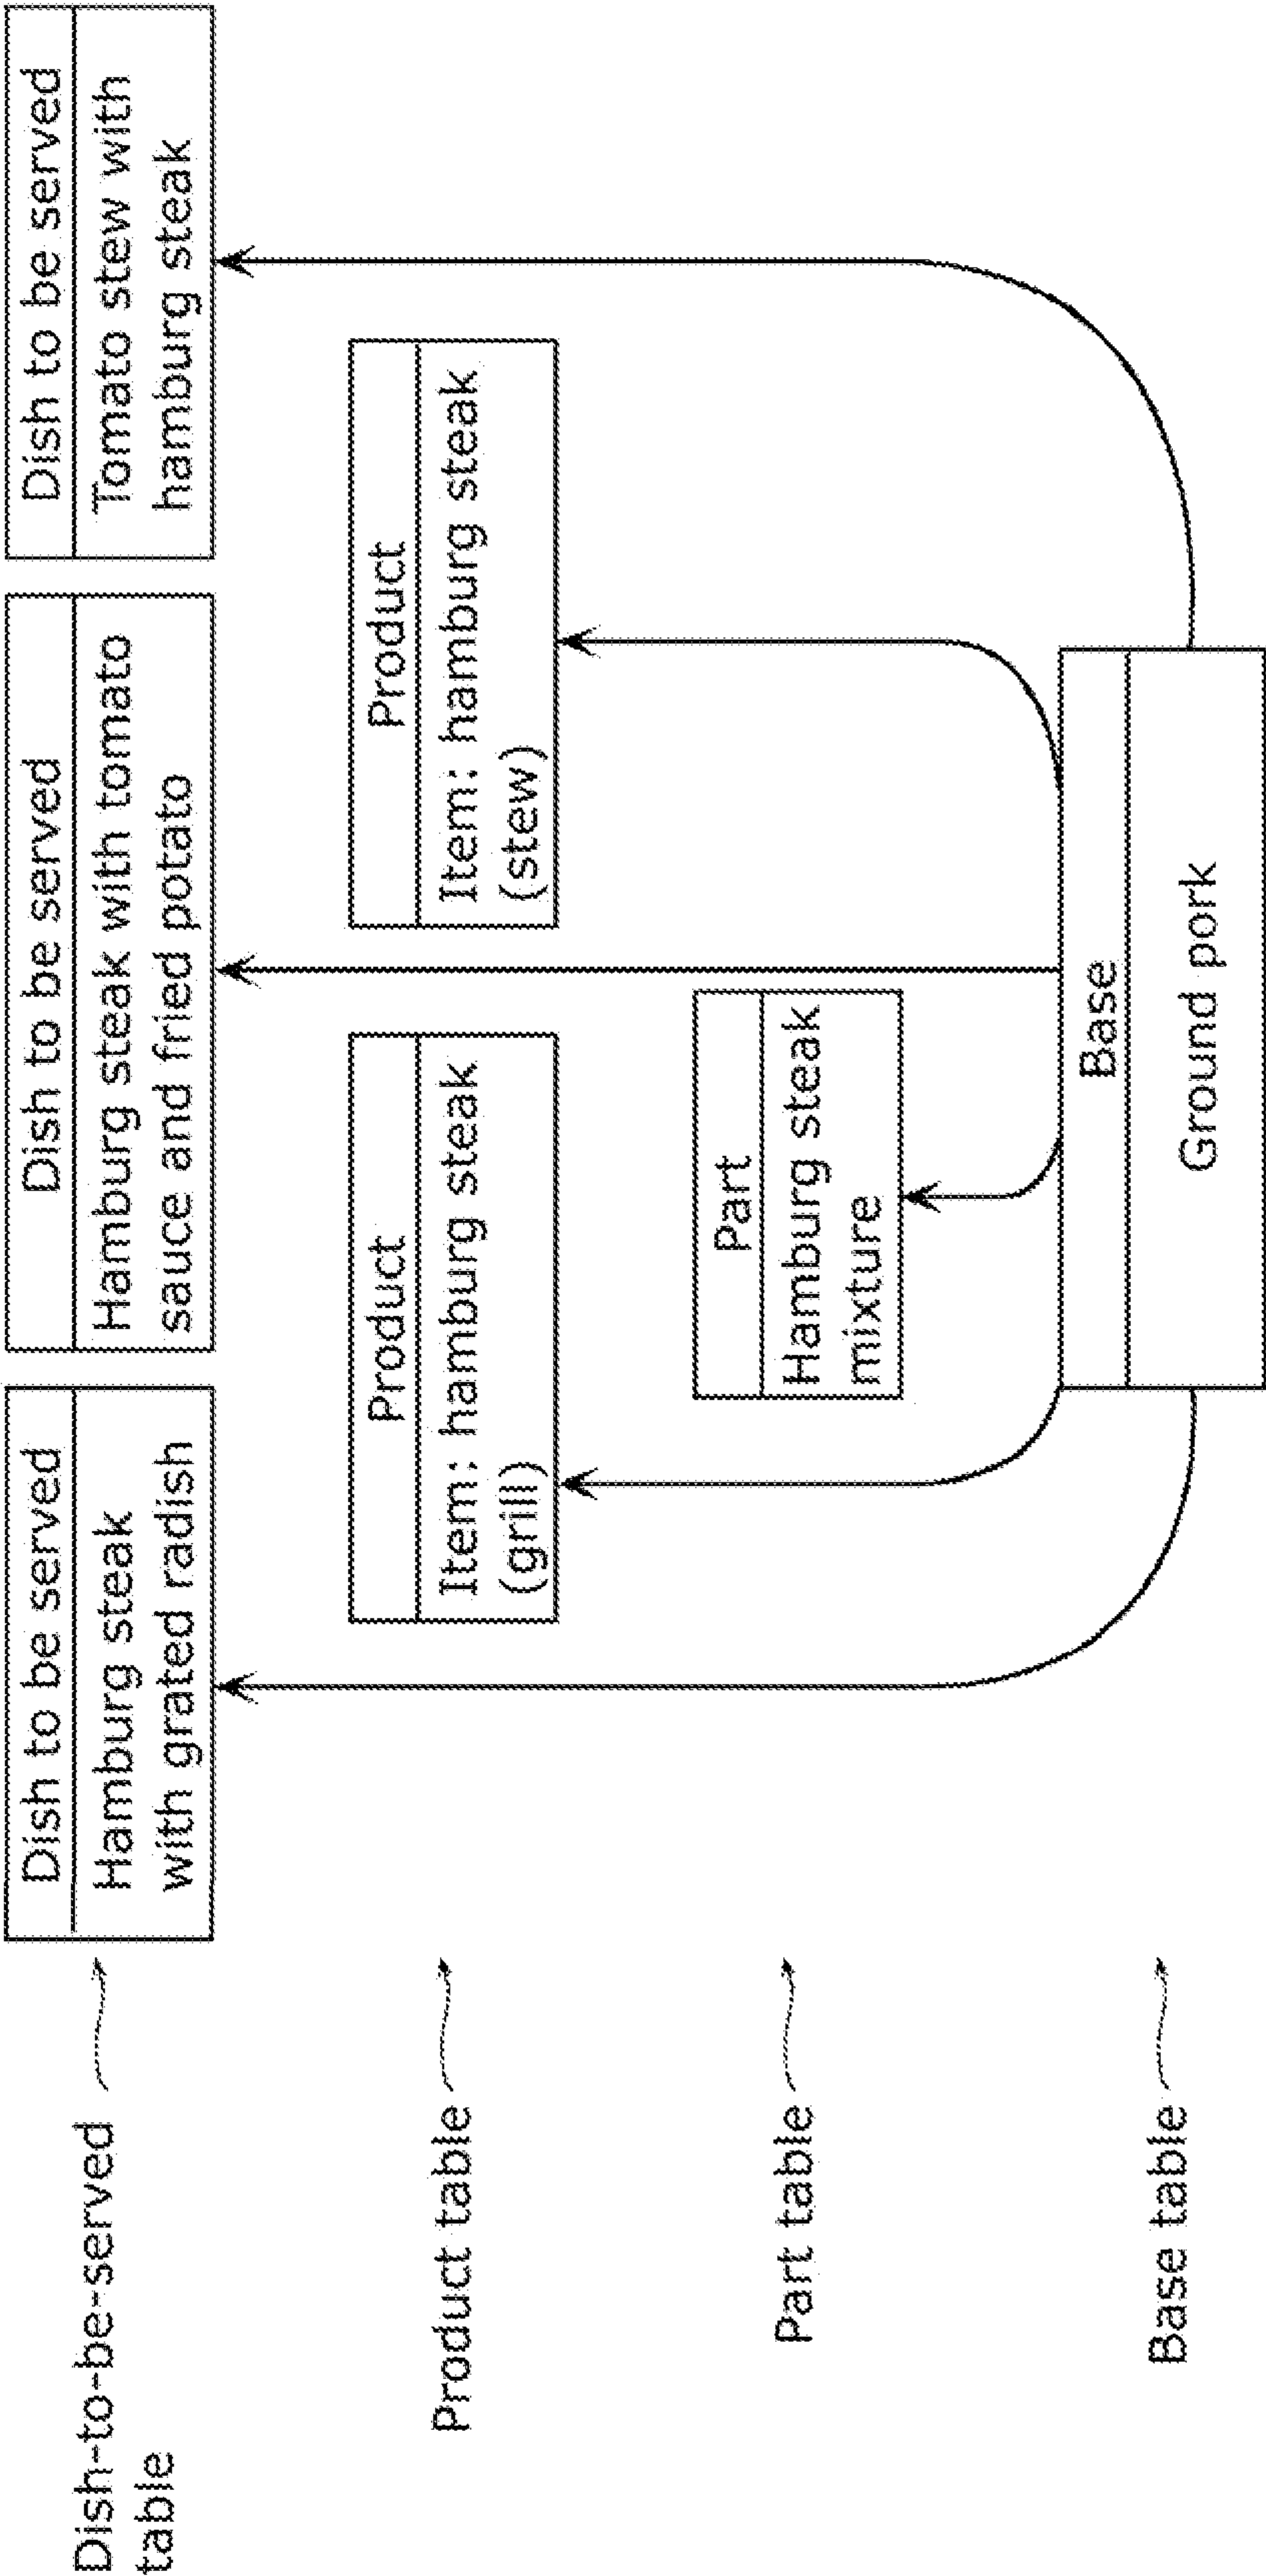 Dish-to-be-served
table
Dish to be served
Hamburg steak
with grated radish
Dish to be served
Hamburg steak with tomato
sauce and fried potato
Dish to be served
Tomato stew with
hamburg steak
Product table
Product
Item: hamburg steak
(grill)
Product
Item: hamburg steak
(stew)
Part table
Part
Hamburg steak
mixture
Base table
Base
Ground pork